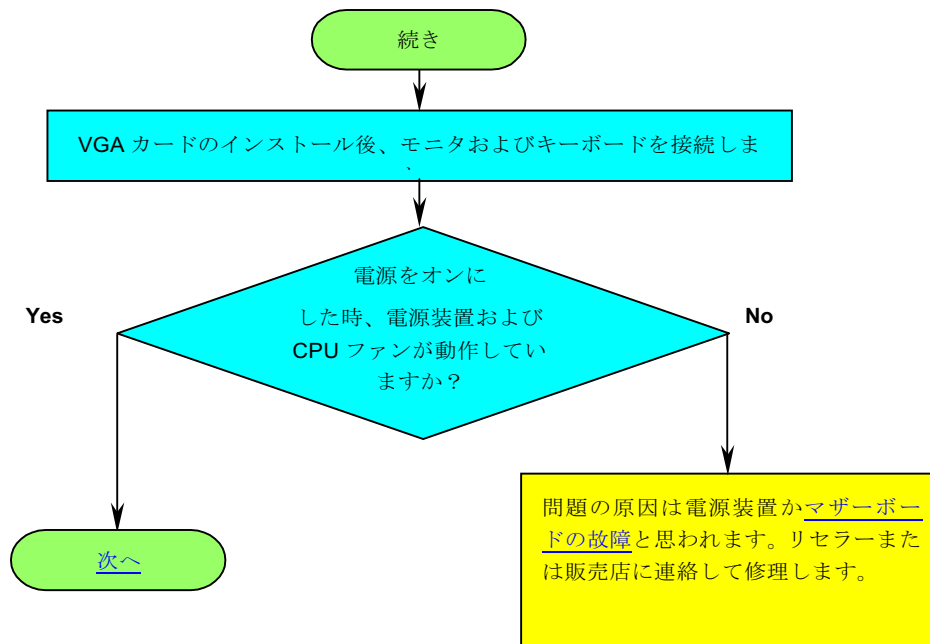 続き
VGA カードのインストール後、モニタおよびキーボードを接続しま
電源をオンに
した時、電源装置および
CPU ファンが動作してい
ますか？
Yes
No
問題の原因は電源装置かマザーボー
ドの故障と思われます。リセラーまた
は販売店に連絡して修理します。
次へ